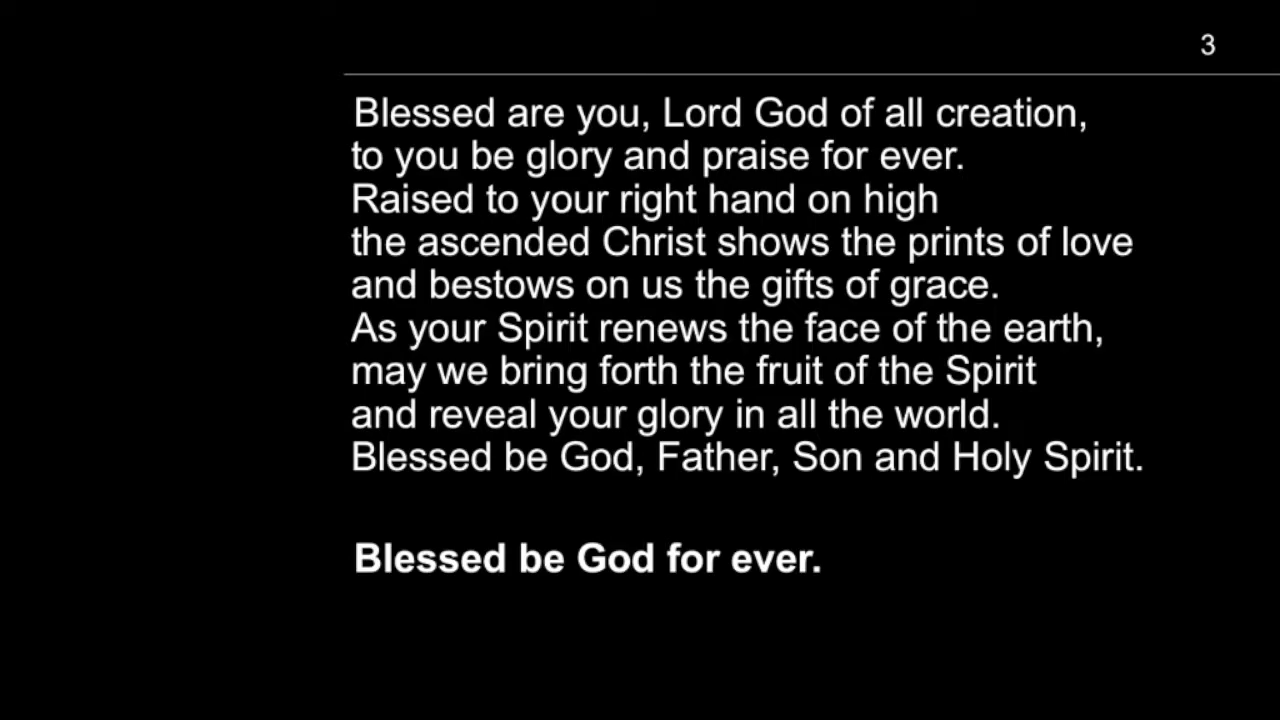 3
Blessed are you, Lord God of all creation,
to you be glory and praise for ever.
Raised to your right hand on high
the ascended Christ shows the prints of love
and bestows on us the gifts of grace.
As your Spirit renews the face of the earth,
may we bring forth the fruit of the Spirit
and reveal your glory in all the world.
Blessed be God, Father, Son and Holy Spirit.
Blessed be God for ever.